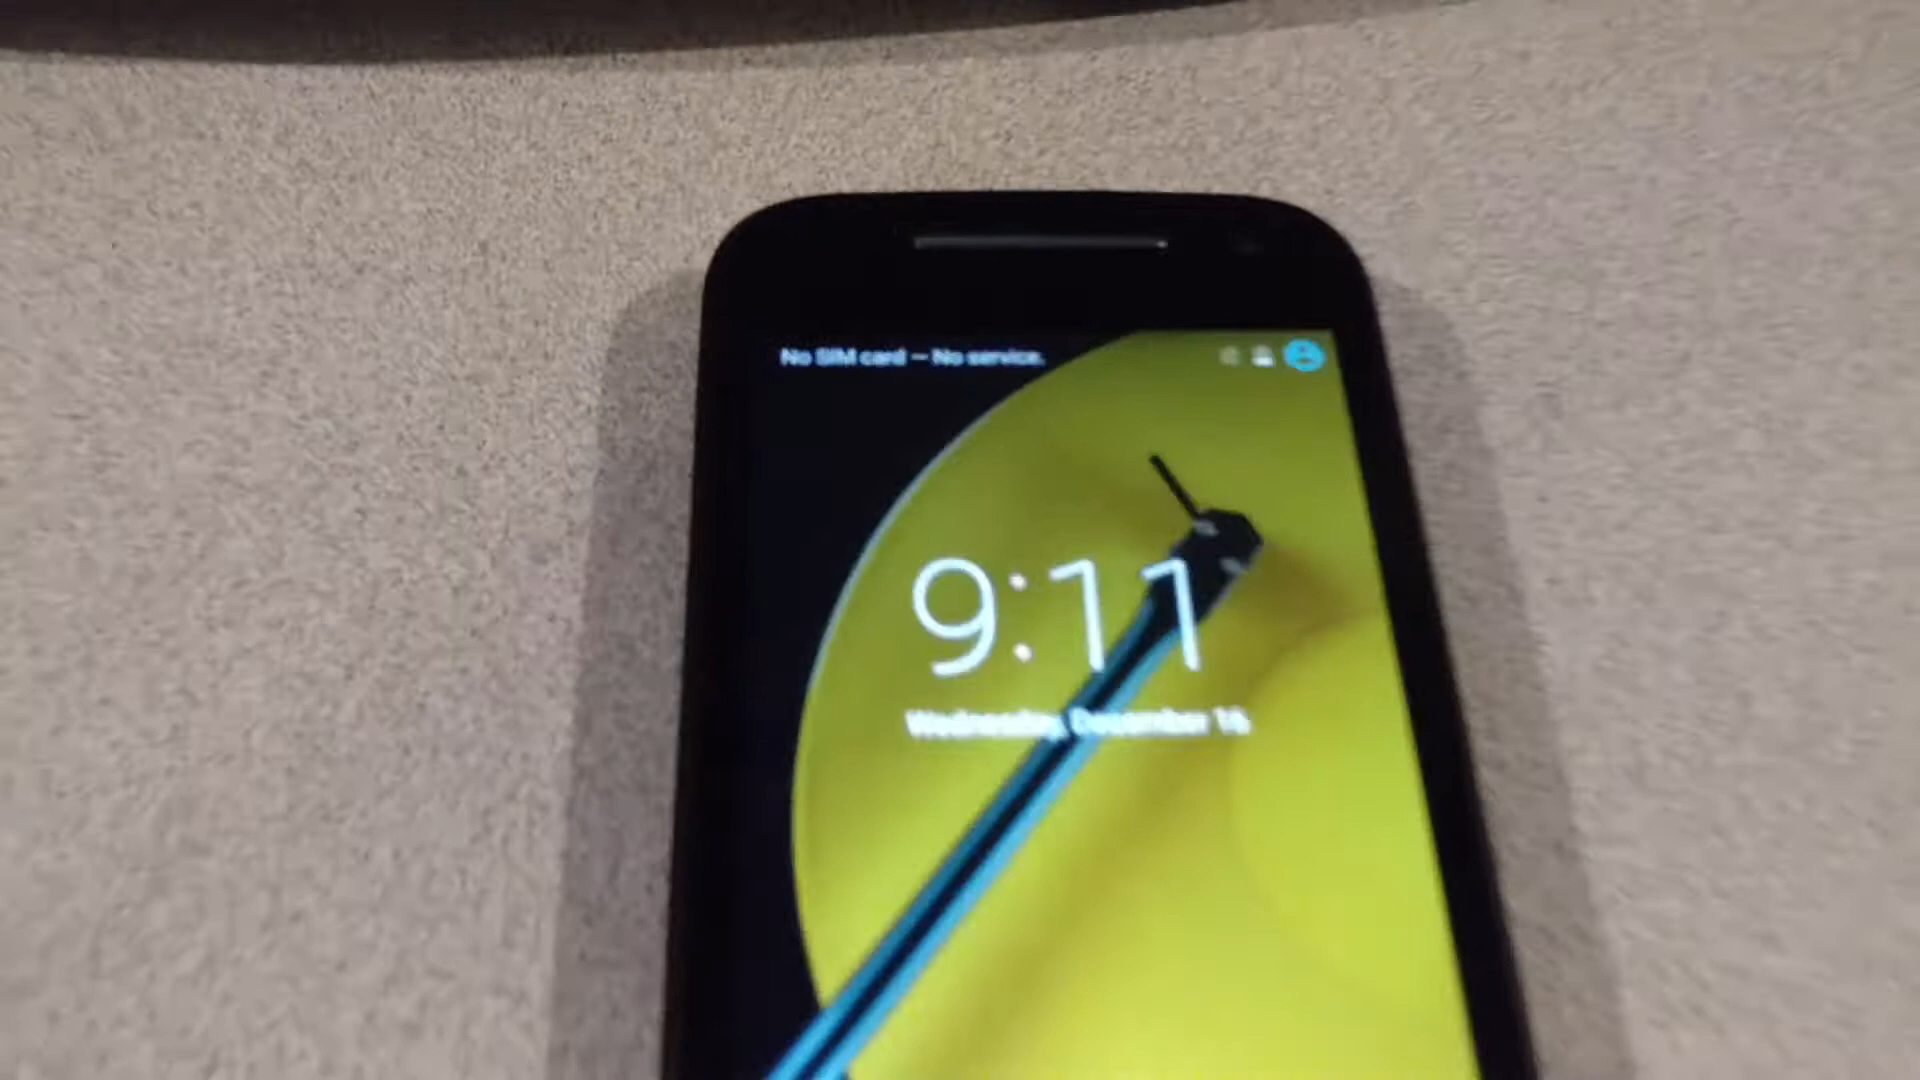 No SIM card — No service.
9:11
Wednesday, December 16